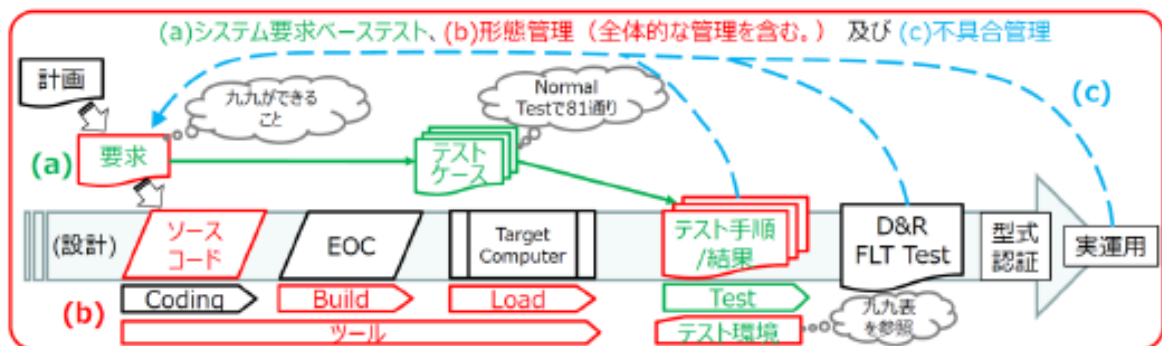 (a)システム要求ベーステスト、(b)形態管理（全体的な管理を含む。） 及び (c)不具合管理
計画
九九ができる
こと
Normal
Testで81通り
(c)
(a)
要求
テスト
ケース
(設計)
ソース
コード
EOC
Target
Computer
テスト手順
/結果
D&R
FLT Test
型式
認証
実運用
(b)
Coding
Build
Load
Test
ツール
テスト環境
九九表
を参照